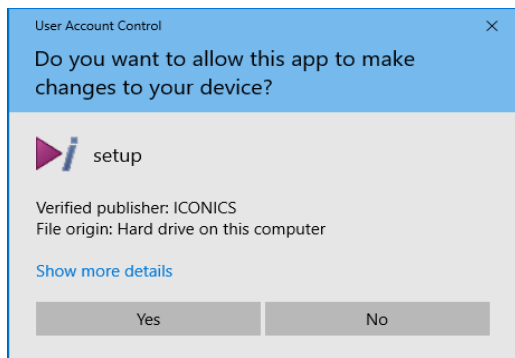 User Account Control
Do you want to allow this app to make
changes to your device?
setup
Verified publisher: ICONICS
File origin: Hard drive on this computer
Show more details
Yes
No